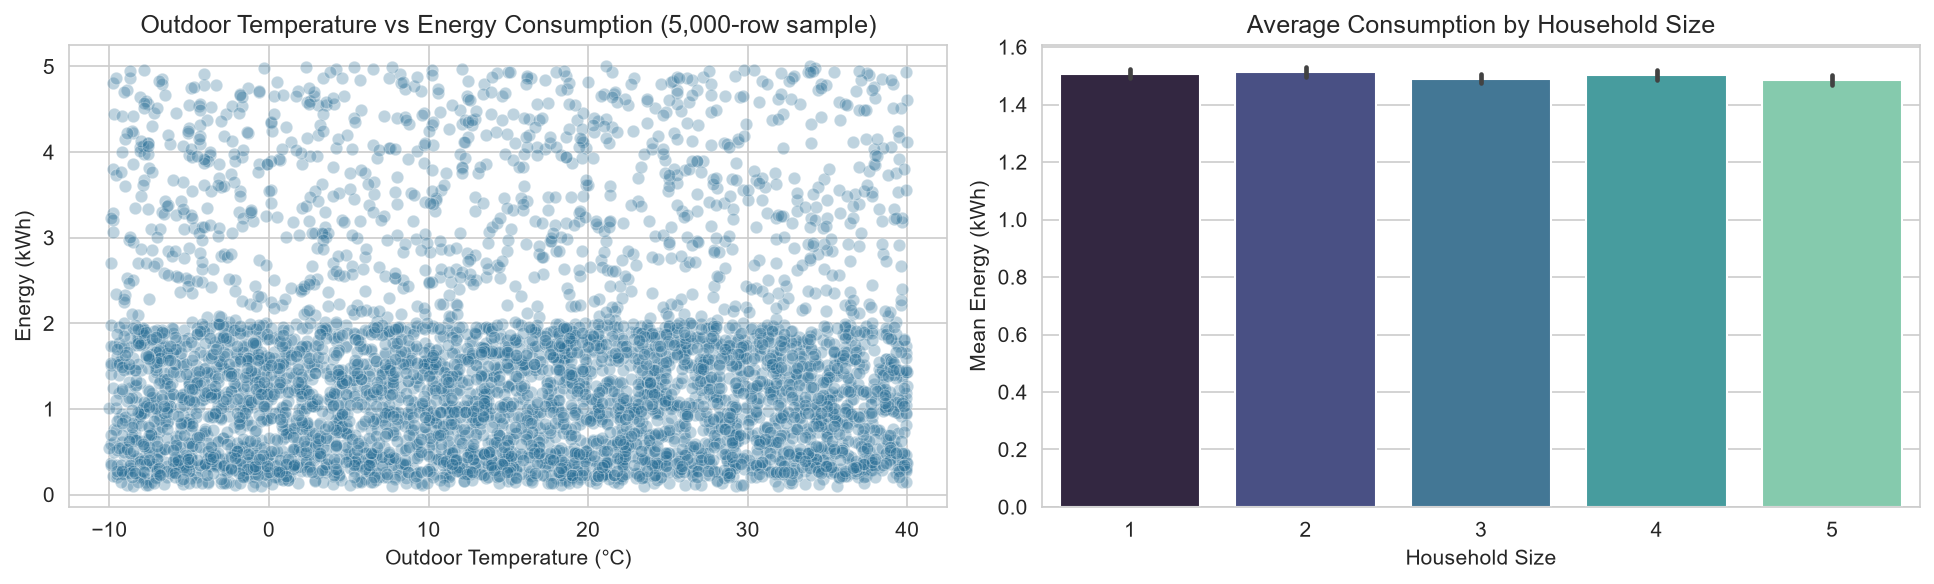 Outdoor Temperature vs Energy Consumption (5,000-row sample)
Energy (kWh)
5
4
3
2
1
0
−10 0 10 20 30 40
Outdoor Temperature (°C)
Average Consumption by Household Size
Mean Energy (kWh)
1.6
1.4
1.2
1.0
0.8
0.6
0.4
0.2
0.0
1 2 3 4 5
Household Size